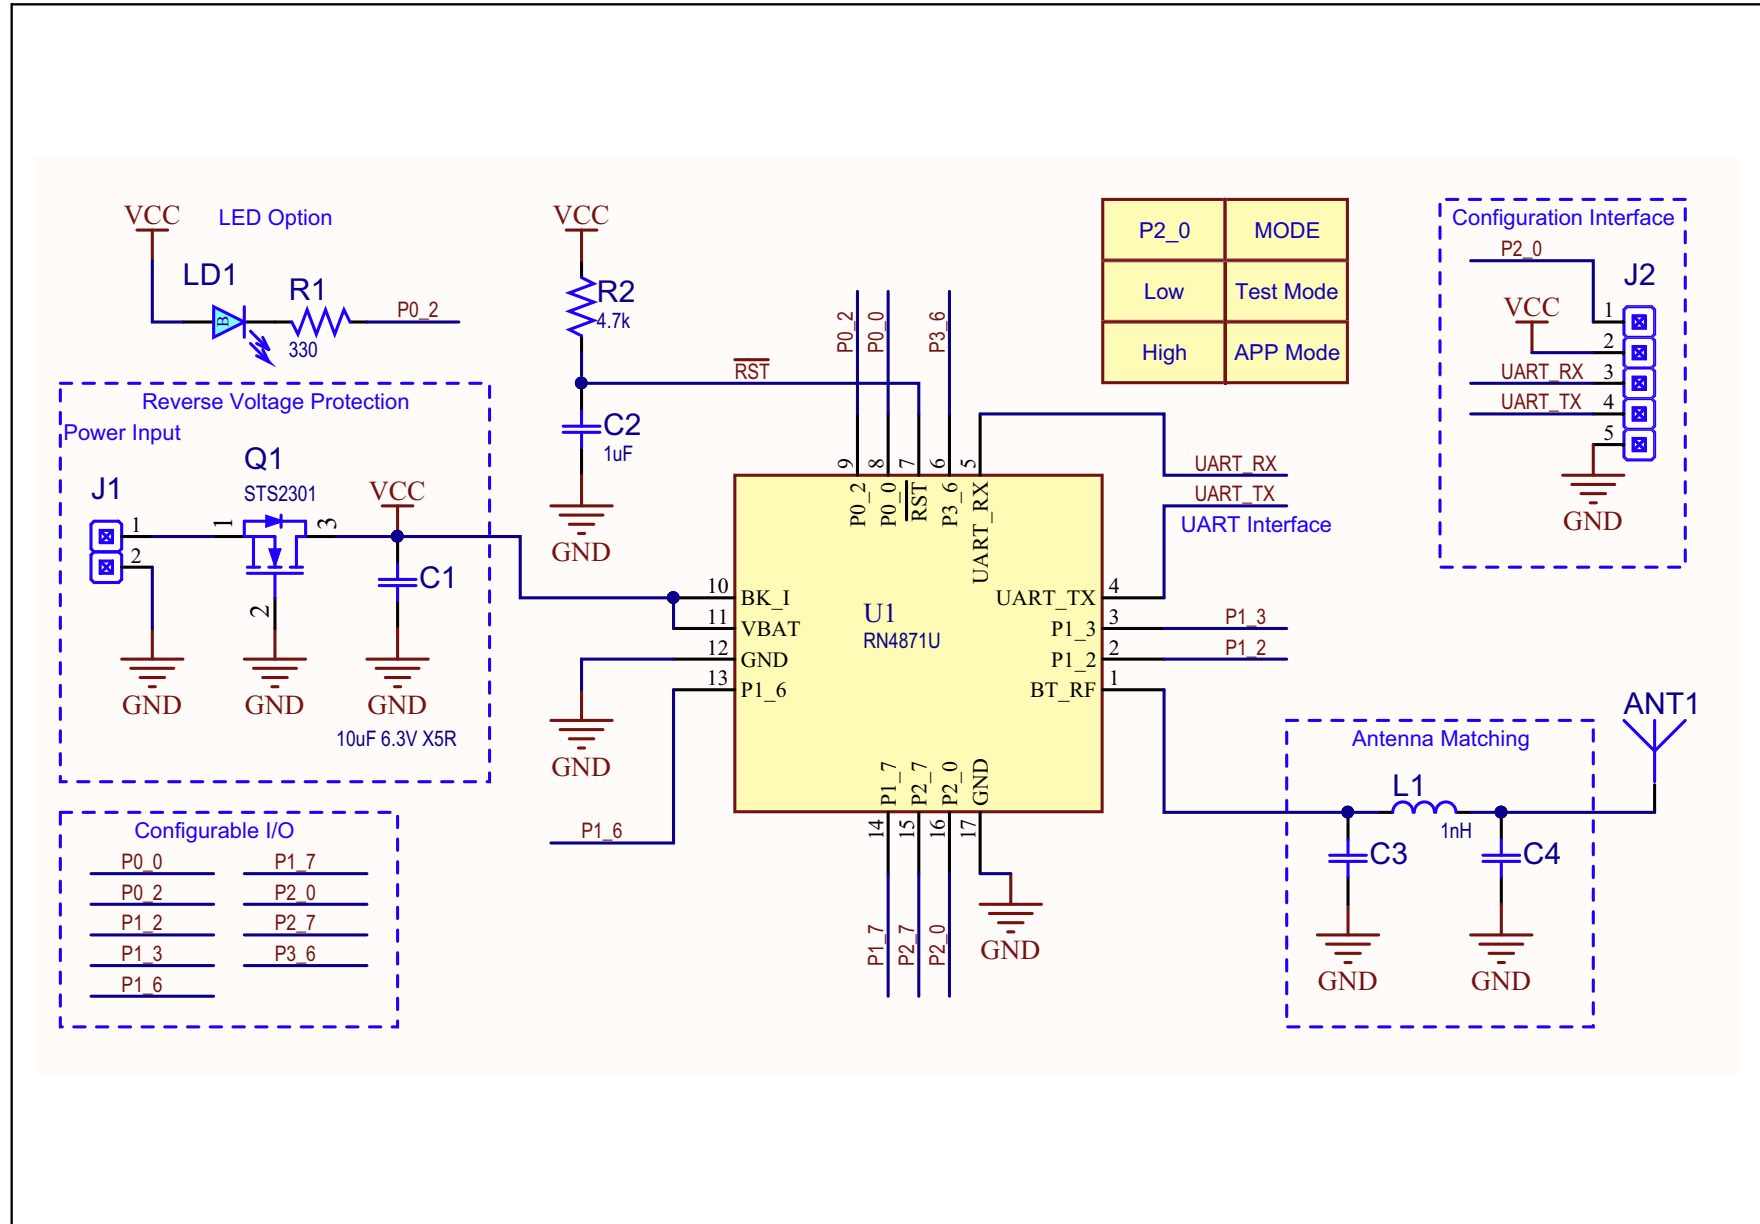 VCC
LED Option
LD1
B
R1
330
P0_2
VCC
R2
4.7k
RST
C2
1uF
GND
P0_2
P0_0
P3_6
P2_0 MODE
Low Test Mode
High APP Mode
Configuration Interface
P2_0
J2
VCC
1
2
UART_RX 3
UART_TX 4
5
GND
Reverse Voltage Protection
Power Input
Q1
STS2301
J1
VCC
1
2
1
3
2
C1
GND
GND
GND
10uF 6.3V X5R
9
8
7
6
5
P0_2
P0_0
RST
P3_6
UART_RX
UART_RX
UART_TX
UART Interface
10 BK_I
11 VBAT
12 GND
13 P1_6
U1
RN4871U
UART_TX 4
P1_3 3
P1_2 2
BT_RF 1
P1_3
P1_2
GND
P1_6
P1_7
P2_7
P2_0
GND
14
15
16
17
P1_7
P2_7
P2_0
GND
ANT1
Antenna Matching
L1
1nH
C3
C4
GND
GND
Configurable I/O
P0_0 P1_7
P0_2 P2_0
P1_2 P2_7
P1_3 P3_6
P1_6